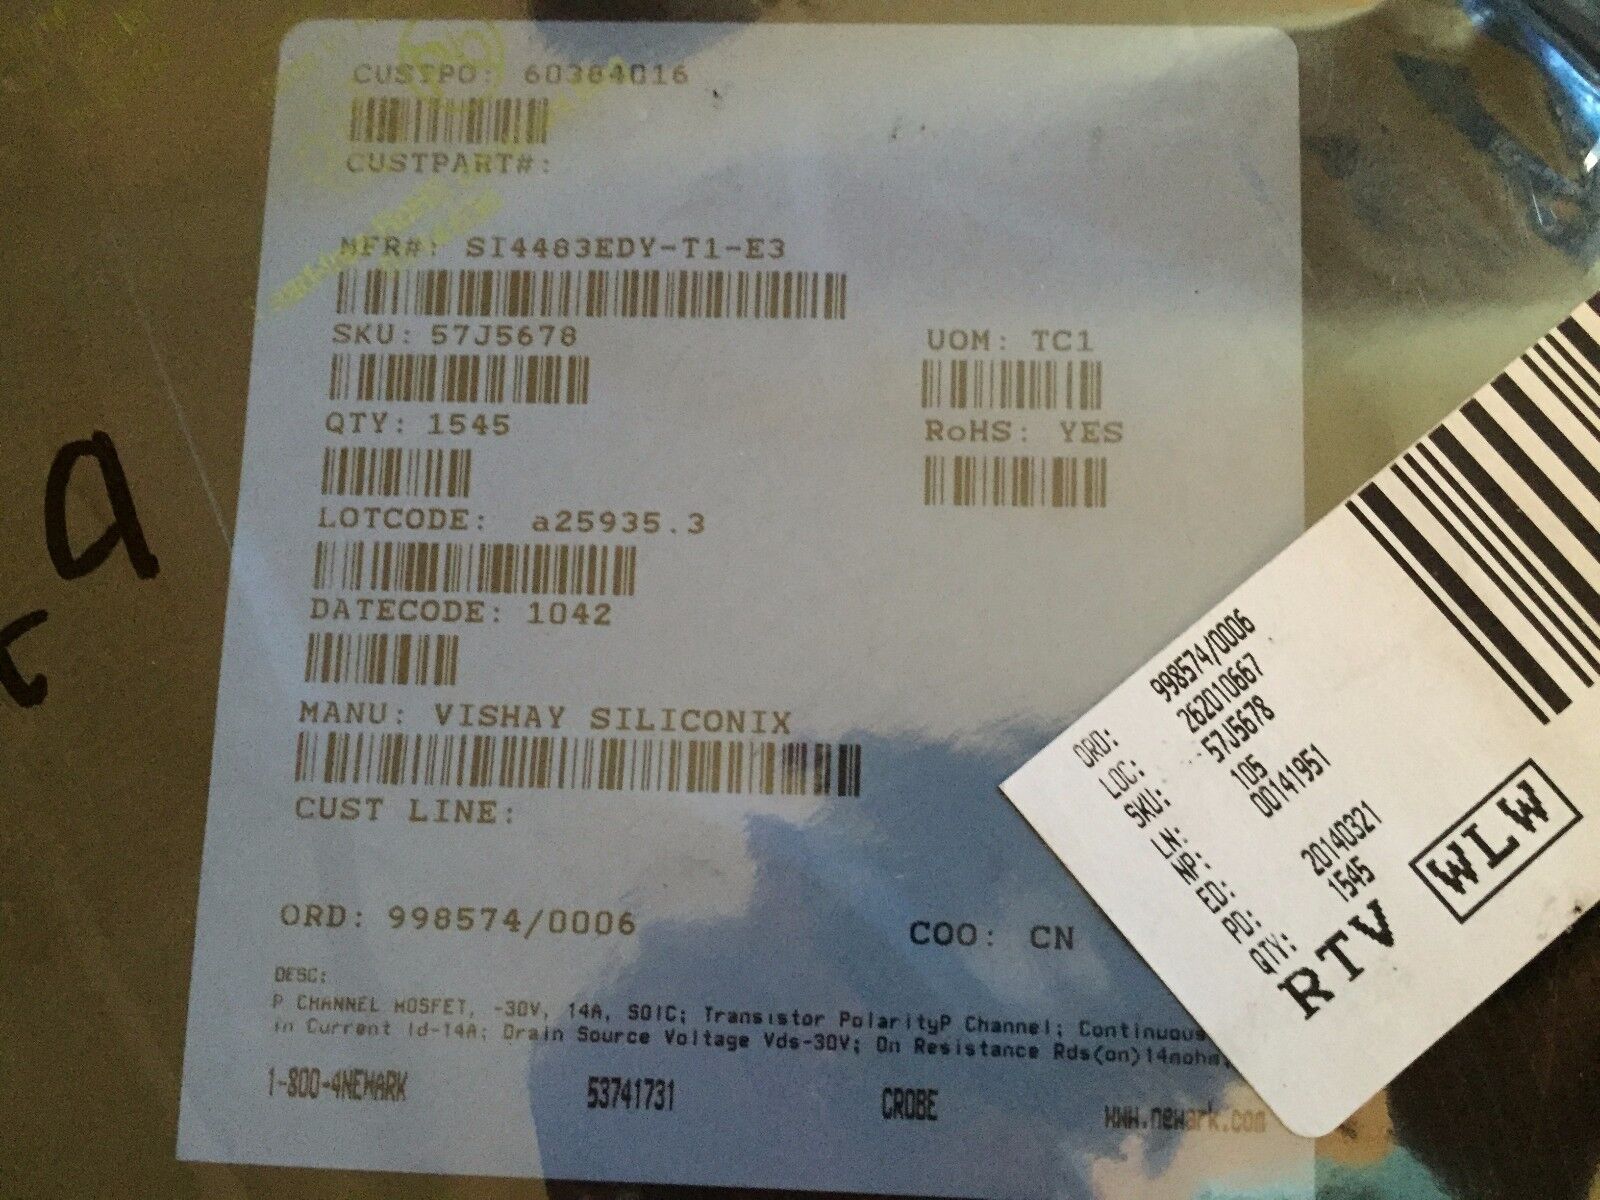 CUSTPO: 60384016
CUSTPART#:
MFR#: SI4483EDY-T1-E3
SKU: 57J5678
UOM: TC1
QTY: 1545
RoHS: YES
LOTCODE: a25935.3
DATECODE: 1042
MANU: VISHAY SILICONIX
CUST LINE:
ORD: 998574/0006
COO: CN
DESC:
P CHANNEL MOSFET, -30V, 14A, SOIC; Transistor PolarityP Channel; Continuous
in Current Id-14A; Drain Source Voltage Vds-30V; On Resistance Rds(on)14mohm;
1-800-4NEWARK 53741731 CROBE www.newark.com
ORD: 998574/0006
LOC: 262010667
SKU: 57J5678
LN: 105
MP: 00141951
ED:
PD: 20140321
QTY: 1545
RTV WLW
a